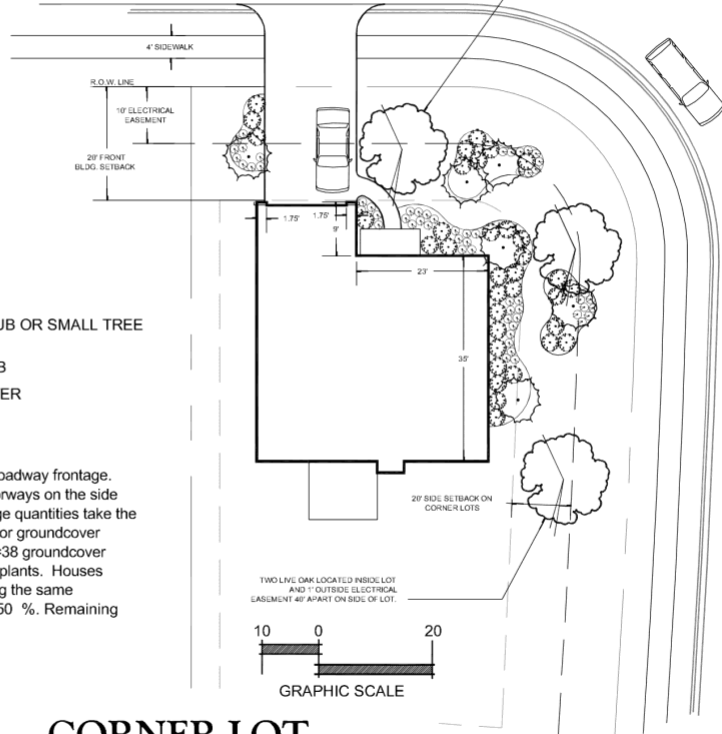 4' SIDEWALK
R.O.W. LINE
10' ELECTRICAL
EASEMENT
20' FRONT
BLDG. SETBACK
1.75'
1.75'
9'
23'
35'
UB OR SMALL TREE
B
ER
oadway frontage.
orways on the side
ge quantities take the
or groundcover
=38 groundcover
plants. Houses
g the same
50 %. Remaining
20' SIDE SETBACK ON
CORNER LOTS
TWO LIVE OAK LOCATED INSIDE LOT
AND 1' OUTSIDE ELECTRICAL
EASEMENT 40' APART ON SIDE OF LOT.
10 0 20
GRAPHIC SCALE
CORNER LOT